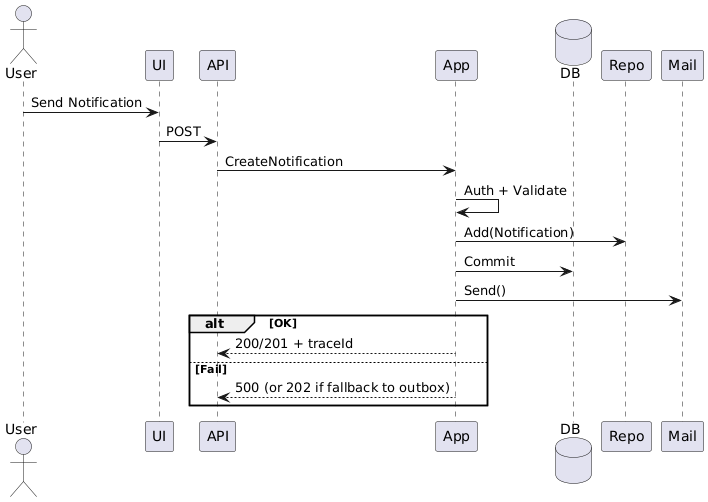 User
UI
API
App
DB
Repo
Mail
Send Notification
POST
CreateNotification
Auth + Validate
Add(Notification)
Commit
Send()
alt [OK]
200/201 + traceId
[Fail]
500 (or 202 if fallback to outbox)
User
UI
API
App
DB
Repo
Mail